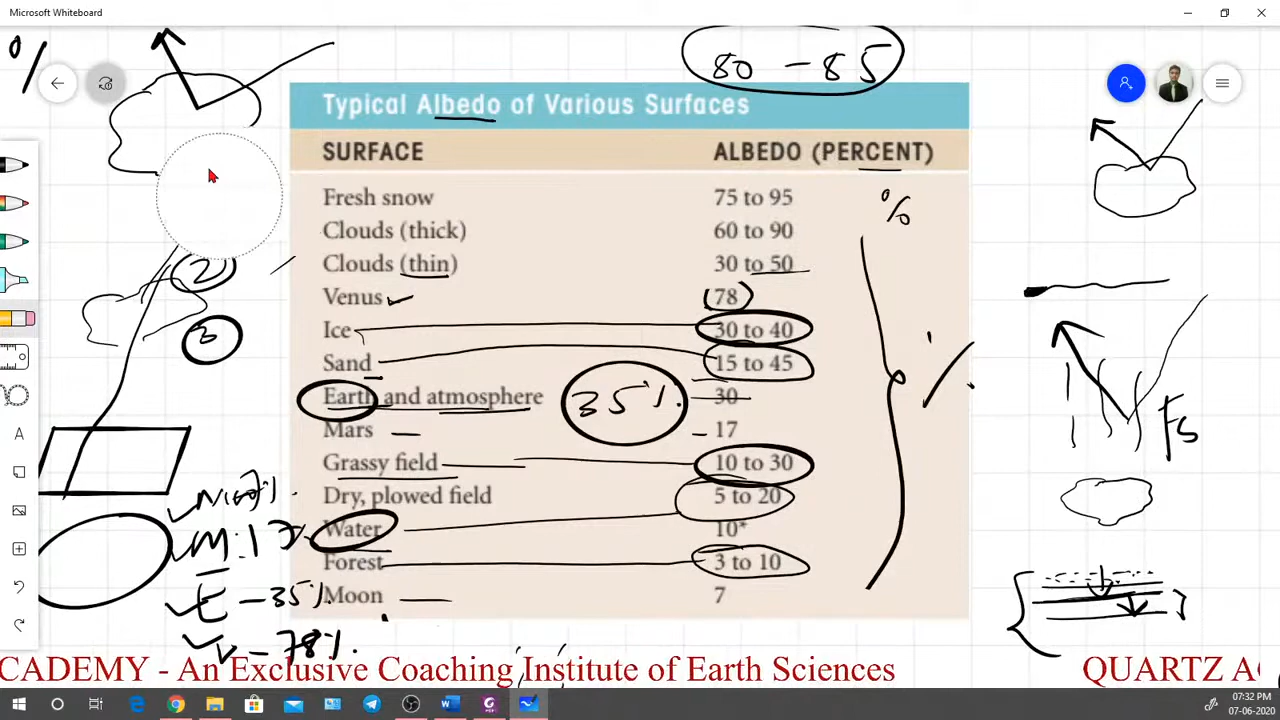 Microsoft Whiteboard
%
80 - 85
Typical Albedo of Various Surfaces
SURFACE ALBEDO (PERCENT)
Fresh snow 75 to 95
%
Clouds (thick) 60 to 90
Clouds (thin) 30 to 50
2
Venus 78
Ice 30 to 40
3
Sand 15 to 45
%
Earth and atmosphere 35%. 30
Mars 17
Fs
Grassy field 10 to 30
Dry, plowed field 5 to 20
Water 10*
Forest 3 to 10
E - 35%.
Moon 7
V - 78%.
CADEMY - An Exclusive Coaching Institute of Earth Sciences QUARTZ A
07:32 PM
07-06-2020